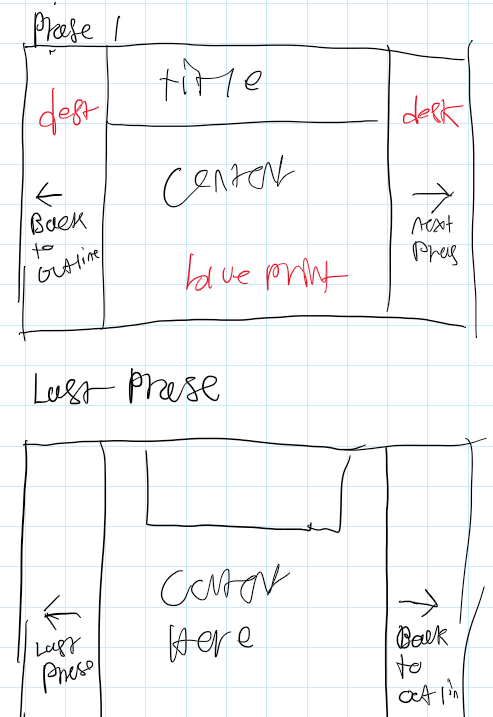 Phase 1
title
desk
desk
Center
←
→
Back
to
outline
next
Phas
blue print
Last Phase
Content
Here
←
→
Last
Phase
Back
to
outlin